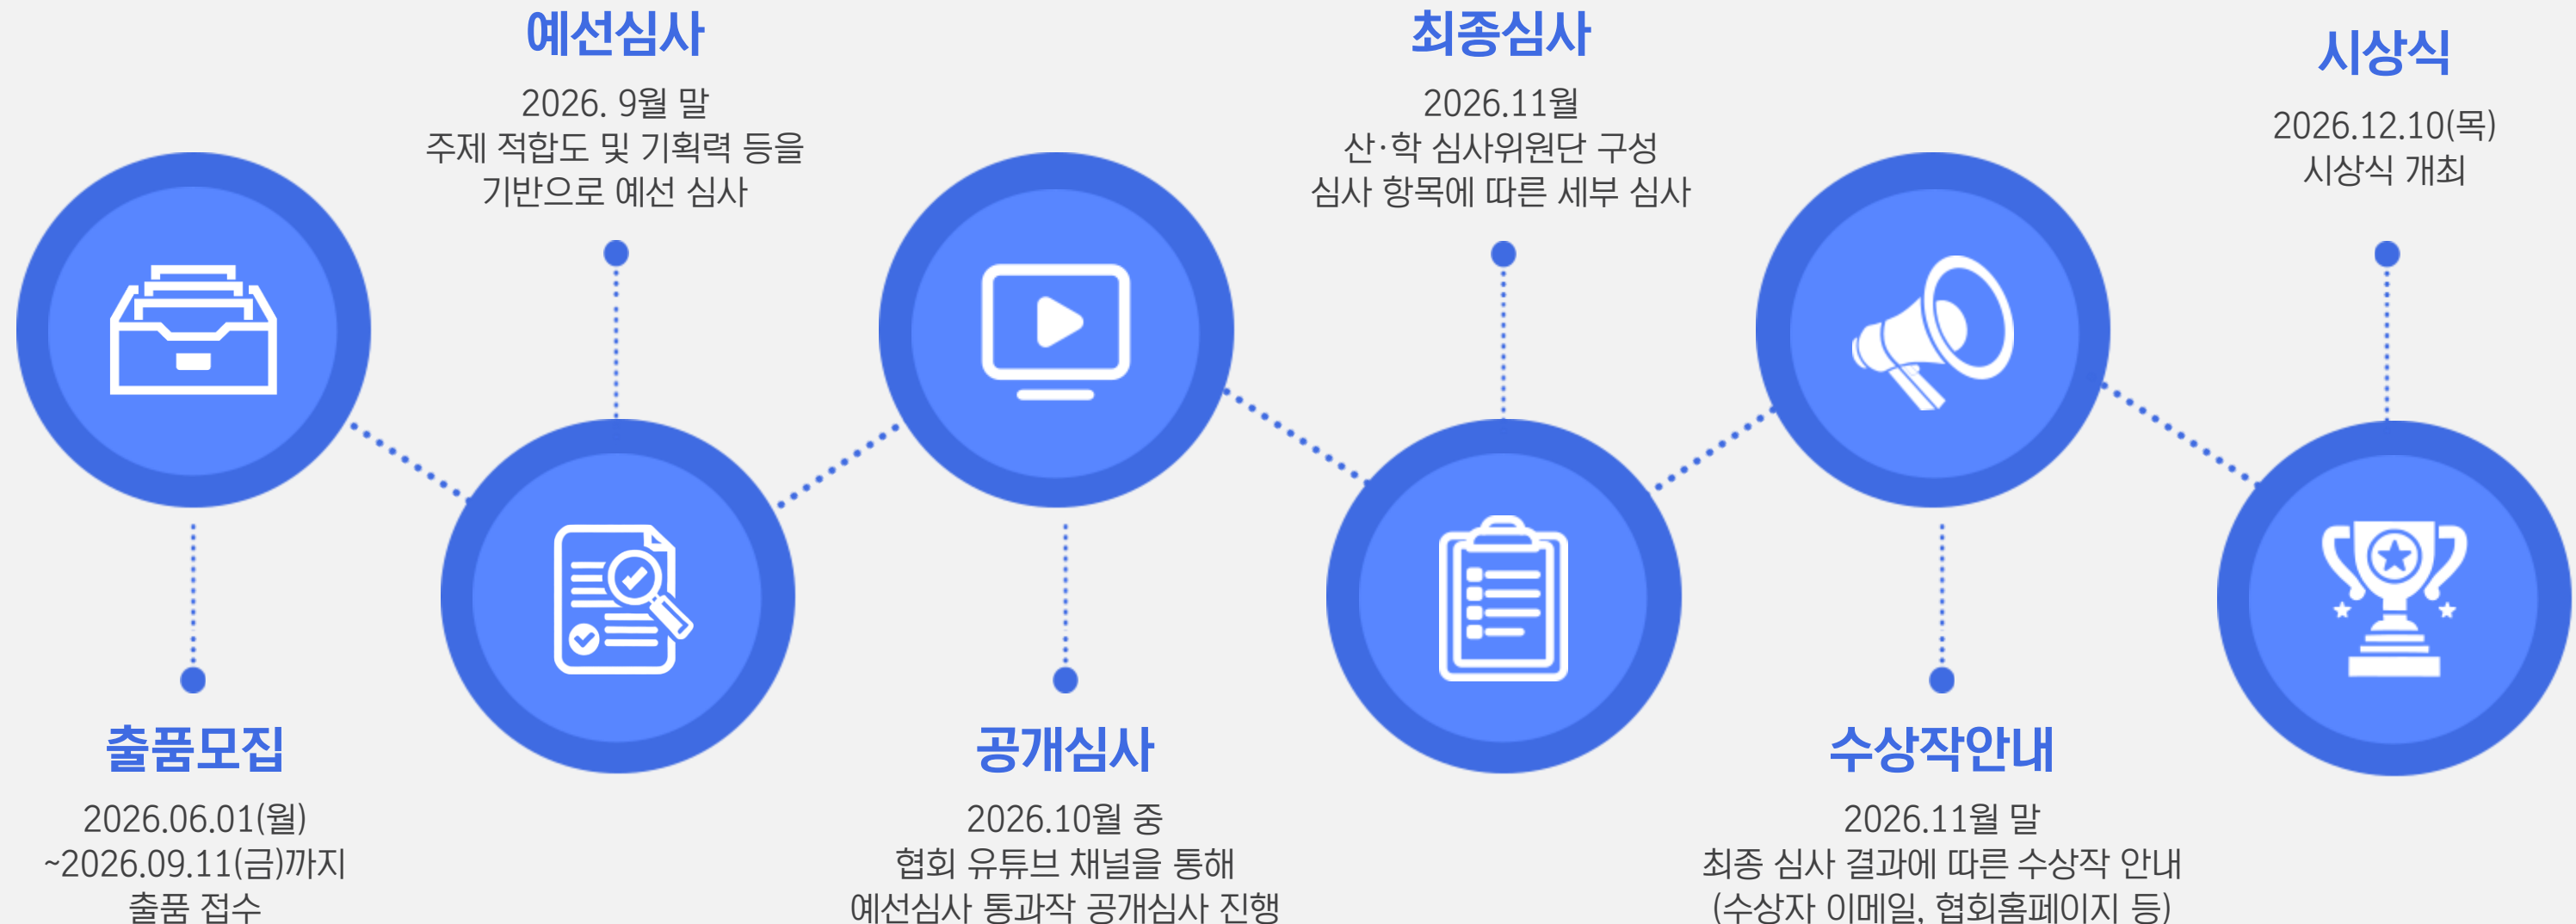 출품모집
2026.06.01(월)
~2026.09.11(금)까지
출품 접수
예선심사
2026. 9월 말
주제 적합도 및 기획력 등을
기반으로 예선 심사
공개심사
2026.10월 중
협회 유튜브 채널을 통해
예선심사 통과작 공개심사 진행
최종심사
2026.11월
산·학 심사위원단 구성
심사 항목에 따른 세부 심사
수상작안내
2026.11월 말
최종 심사 결과에 따른 수상작 안내
(수상자 이메일, 협회홈페이지 등)
시상식
2026.12.10(목)
시상식 개최